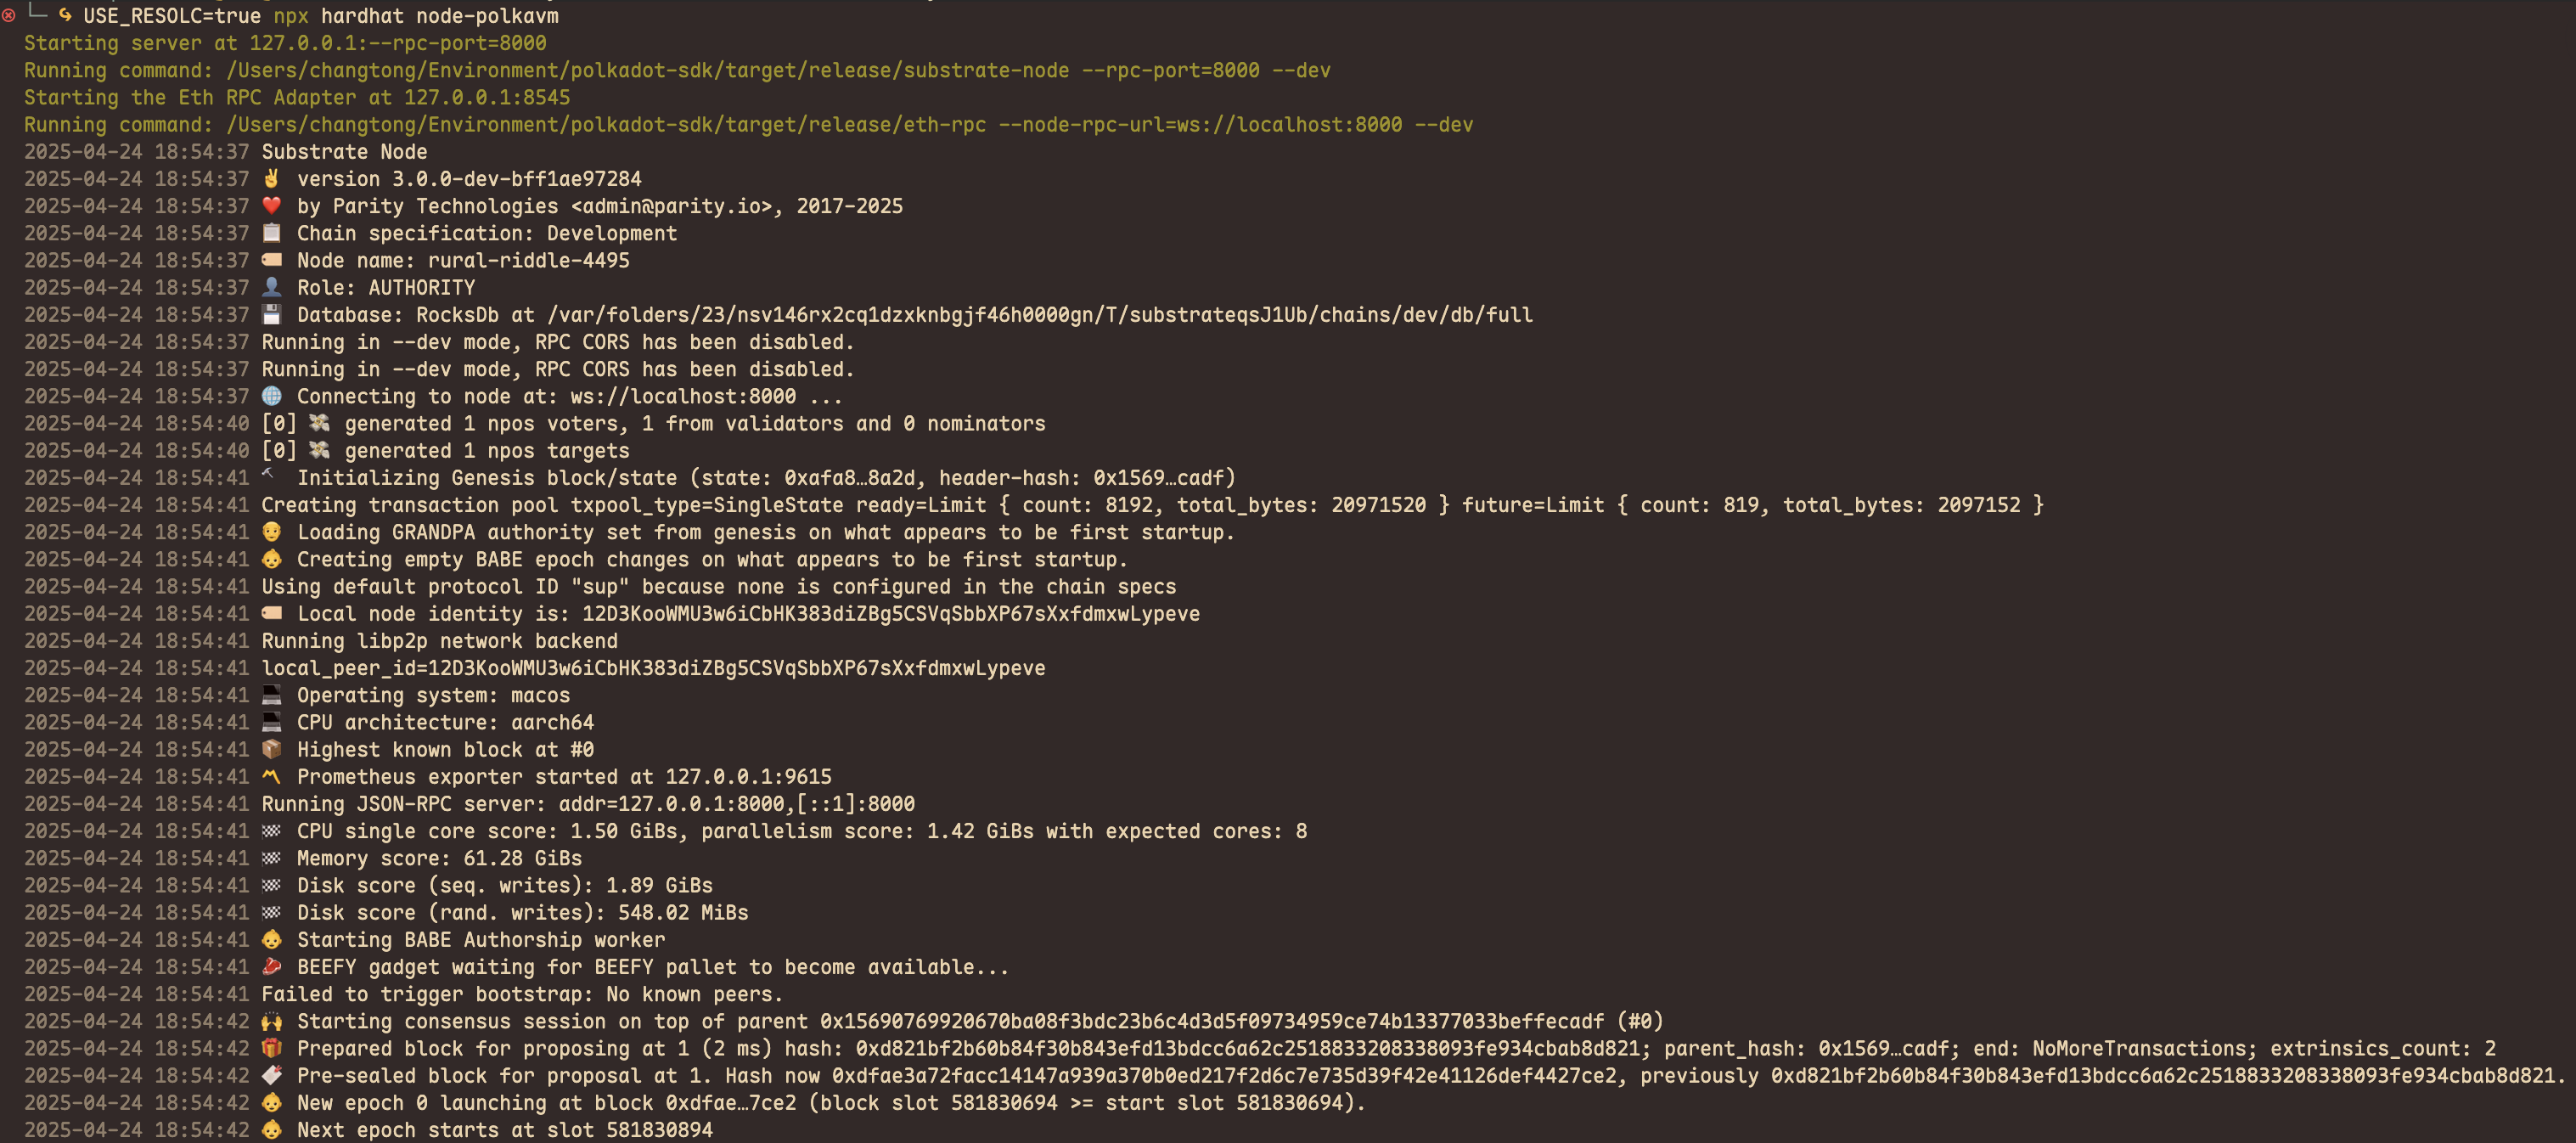 USE_RESOLC=true npx hardhat node-polkavm
Starting server at 127.0.0.1:--rpc-port=8000
Running command: /Users/changtong/Environment/polkadot-sdk/target/release/substrate-node --rpc-port=8000 --dev
Starting the Eth RPC Adapter at 127.0.0.1:8545
Running command: /Users/changtong/Environment/polkadot-sdk/target/release/eth-rpc --node-rpc-url=ws://localhost:8000 --dev
2025-04-24 18:54:37 Substrate Node
2025-04-24 18:54:37 ✌️ version 3.0.0-dev-bff1ae97284
2025-04-24 18:54:37 ❤️ by Parity Technologies <admin@parity.io>, 2017-2025
2025-04-24 18:54:37 📋 Chain specification: Development
2025-04-24 18:54:37 🏷 Node name: rural-riddle-4495
2025-04-24 18:54:37 👤 Role: AUTHORITY
2025-04-24 18:54:37 💾 Database: RocksDb at /var/folders/23/nsv146rx2cq1dzxknbgjf46h0000gn/T/substrateqsJ1Ub/chains/dev/db/full
2025-04-24 18:54:37 Running in --dev mode, RPC CORS has been disabled.
2025-04-24 18:54:37 Running in --dev mode, RPC CORS has been disabled.
2025-04-24 18:54:37 🌐 Connecting to node at: ws://localhost:8000 ...
2025-04-24 18:54:40 [0] 💸 generated 1 npos voters, 1 from validators and 0 nominators
2025-04-24 18:54:40 [0] 💸 generated 1 npos targets
2025-04-24 18:54:41 🔨 Initializing Genesis block/state (state: 0xafa8…8a2d, header-hash: 0x1569…cadf)
2025-04-24 18:54:41 Creating transaction pool txpool_type=SingleState ready=Limit { count: 8192, total_bytes: 20971520 } future=Limit { count: 819, total_bytes: 2097152 }
2025-04-24 18:54:41 👴 Loading GRANDPA authority set from genesis on what appears to be first startup.
2025-04-24 18:54:41 👶 Creating empty BABE epoch changes on what appears to be first startup.
2025-04-24 18:54:41 Using default protocol ID "sup" because none is configured in the chain specs
2025-04-24 18:54:41 🏷 Local node identity is: 12D3KooWMU3w6iCbHK383diZBg5CSVqSbbXP67sXxfdmxwLypeve
2025-04-24 18:54:41 Running libp2p network backend
2025-04-24 18:54:41 local_peer_id=12D3KooWMU3w6iCbHK383diZBg5CSVqSbbXP67sXxfdmxwLypeve
2025-04-24 18:54:41 💻 Operating system: macos
2025-04-24 18:54:41 💻 CPU architecture: aarch64
2025-04-24 18:54:41 📦 Highest known block at #0
2025-04-24 18:54:41 〽️ Prometheus exporter started at 127.0.0.1:9615
2025-04-24 18:54:41 Running JSON-RPC server: addr=127.0.0.1:8000,[::1]:8000
2025-04-24 18:54:41 🏁 CPU single core score: 1.50 GiBs, parallelism score: 1.42 GiBs with expected cores: 8
2025-04-24 18:54:41 🏁 Memory score: 61.28 GiBs
2025-04-24 18:54:41 🏁 Disk score (seq. writes): 1.89 GiBs
2025-04-24 18:54:41 🏁 Disk score (rand. writes): 548.02 MiBs
2025-04-24 18:54:41 👶 Starting BABE Authorship worker
2025-04-24 18:54:41 🥩 BEEFY gadget waiting for BEEFY pallet to become available...
2025-04-24 18:54:41 Failed to trigger bootstrap: No known peers.
2025-04-24 18:54:42 🙌 Starting consensus session on top of parent 0x15690769920670ba08f3bdc23b6c4d3d5f09734959ce74b13377033beffecadf (#0)
2025-04-24 18:54:42 🎁 Prepared block for proposing at 1 (2 ms) hash: 0xd821bf2b60b84f30b843efd13bdcc6a62c2518833208338093fe934cbab8d821; parent_hash: 0x1569…cadf; end: NoMoreTransactions; extrinsics_count: 2
2025-04-24 18:54:42 🔖 Pre-sealed block for proposal at 1. Hash now 0xdfae3a72facc14147a939a370b0ed217f2d6c7e735d39f42e41126def4427ce2, previously 0xd821bf2b60b84f30b843efd13bdcc6a62c2518833208338093fe934cbab8d821.
2025-04-24 18:54:42 👶 New epoch 0 launching at block 0xdfae…7ce2 (block slot 581830694 >= start slot 581830694).
2025-04-24 18:54:42 👶 Next epoch starts at slot 581830894